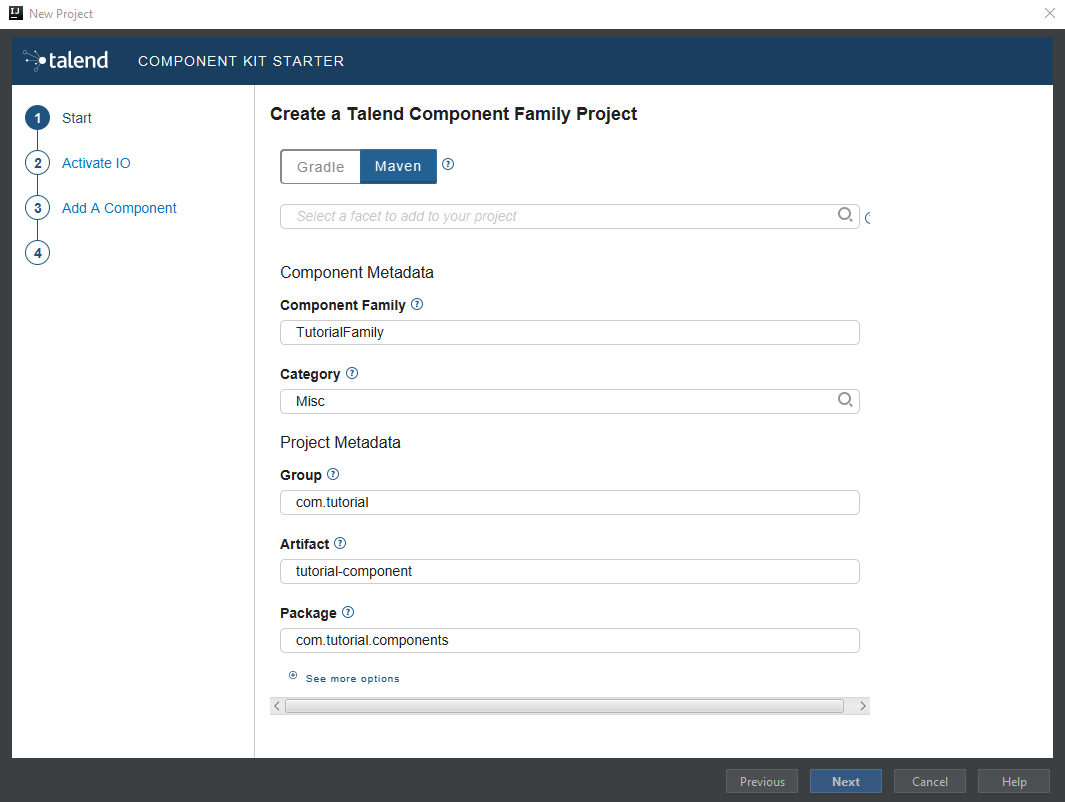 IJ New Project
talend COMPONENT KIT STARTER
1 Start
2 Activate IO
3 Add A Component
4
Create a Talend Component Family Project
Gradle Maven ?
Select a facet to add to your project
Component Metadata
Component Family ?
TutorialFamily
Category ?
Misc
Project Metadata
Group ?
com.tutorial
Artifact ?
tutorial-component
Package ?
com.tutorial.components
See more options
Previous Next Cancel Help